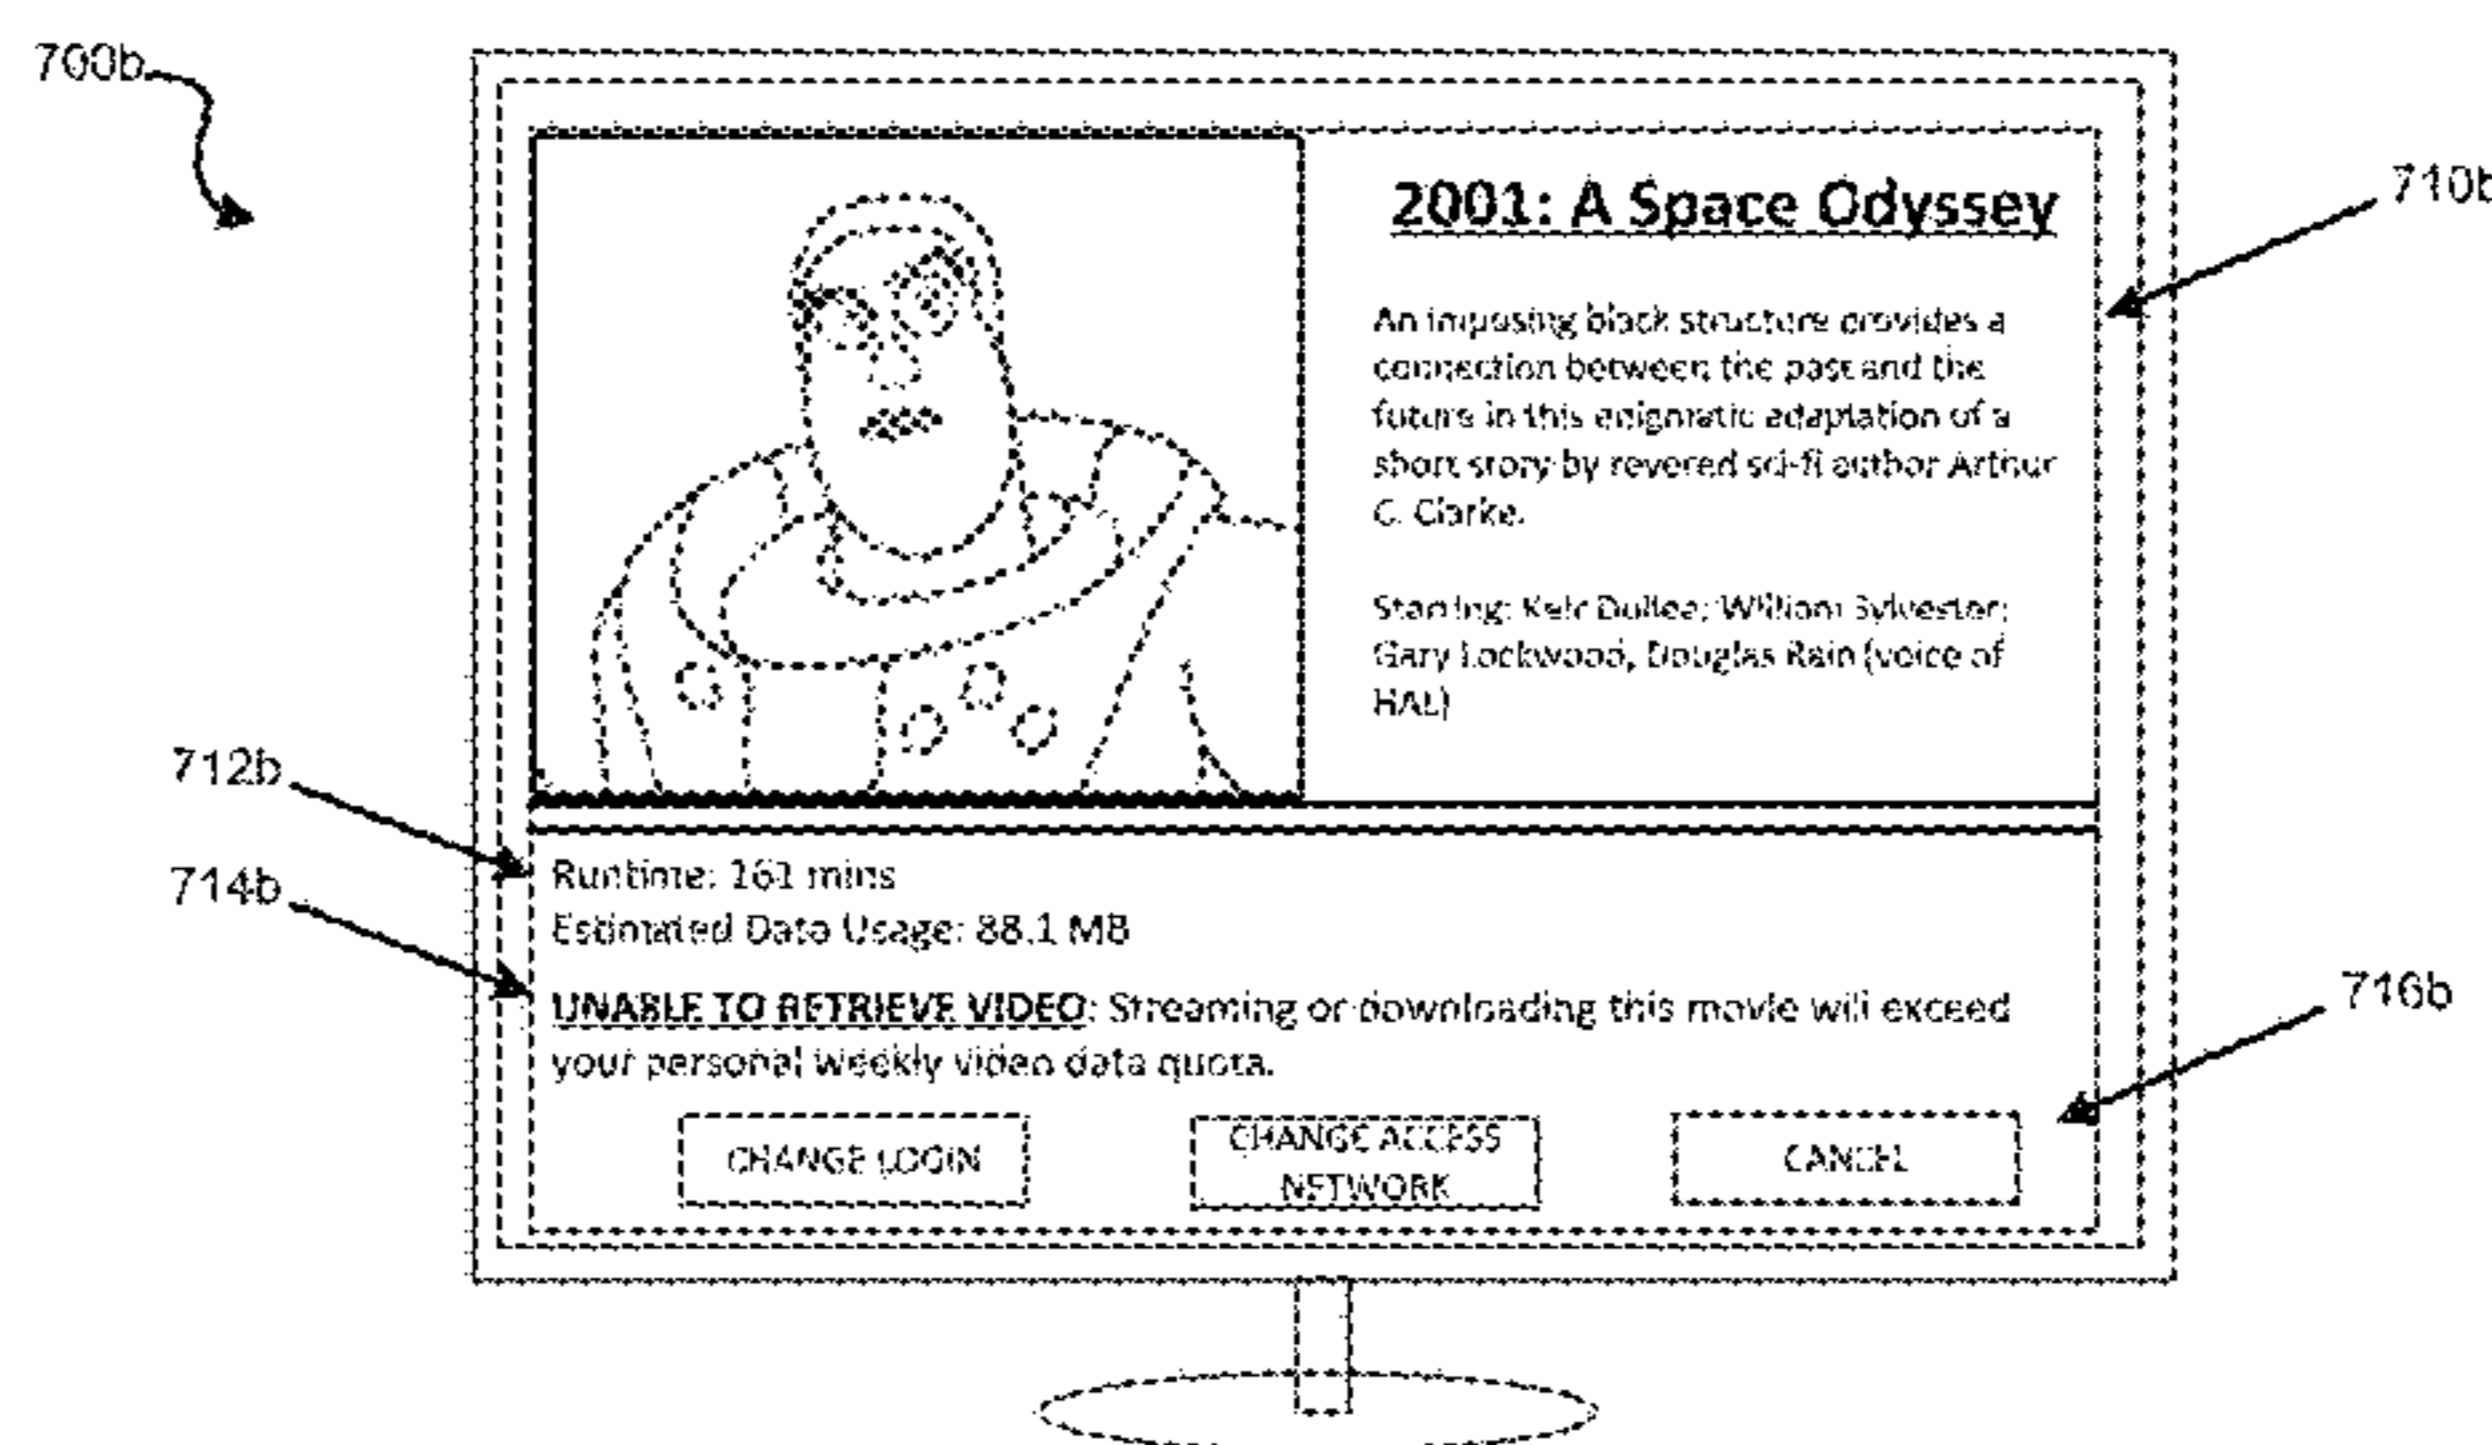 700b
710b
2001: A Space Odyssey
An imposing black structure provides a
connection between the past and the
future in this enigmatic adaptation of a
short story by revered sci-fi author Arthur
C. Clarke.
Starring: Keir Dullea; William Sylvester;
Gary Lockwood, Douglas Rain (voice of
HAL)
712b
Runtime: 161 mins
714b
Estimated Data Usage: 88.1 MB
UNABLE TO RETRIEVE VIDEO: Streaming or downloading this movie will exceed
your personal weekly video data quota.
716b
CHANGE LOGIN
CHANGE ACCESS
NETWORK
CANCEL